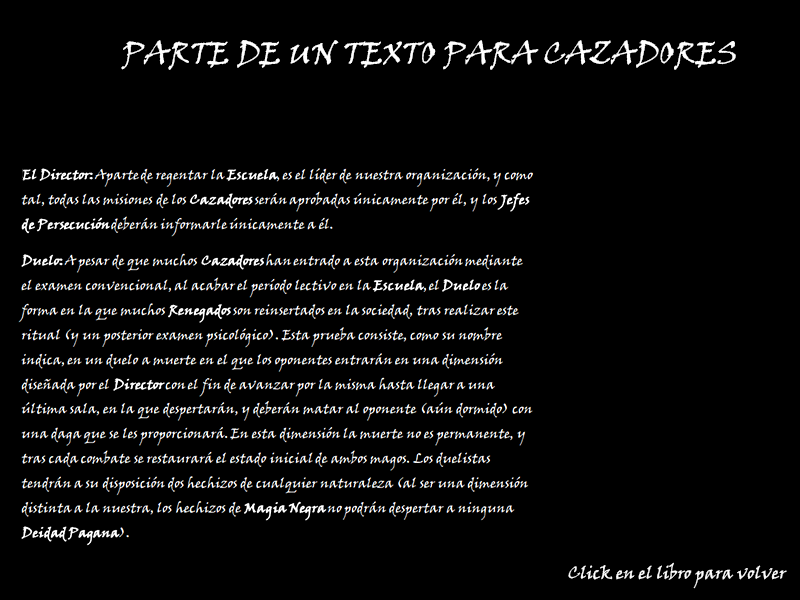 PARTE DE UN TEXTO PARA CAZADORES
El Director: Aparte de regentar la Escuela, es el líder de nuestra organización, y como
tal, todas las misiones de los Cazadores serán aprobadas únicamente por él, y los Jefes
de Persecución deberán informarle únicamente a él.
Duelo: A pesar de que muchos Cazadores han entrado a esta organización mediante
el examen convencional, al acabar el período lectivo en la Escuela, el Duelo es la
forma en la que muchos Renegados son reinsertados en la sociedad, tras realizar este
ritual (y un posterior examen psicológico). Esta prueba consiste, como su nombre
indica, en un duelo a muerte en el que los oponentes entrarán en una dimensión
diseñada por el Director con el fin de avanzar por la misma hasta llegar a una
última sala, en la que despertarán, y deberán matar al oponente (aún dormido) con
una daga que se les proporcionará. En esta dimensión la muerte no es permanente, y
tras cada combate se restaurará el estado inicial de ambos magos. Los duelistas
tendrán a su disposición dos hechizos de cualquier naturaleza (al ser una dimensión
distinta a la nuestra, los hechizos de Magia Negra no podrán despertar a ninguna
Deidad Pagana).
Click en el libro para volver